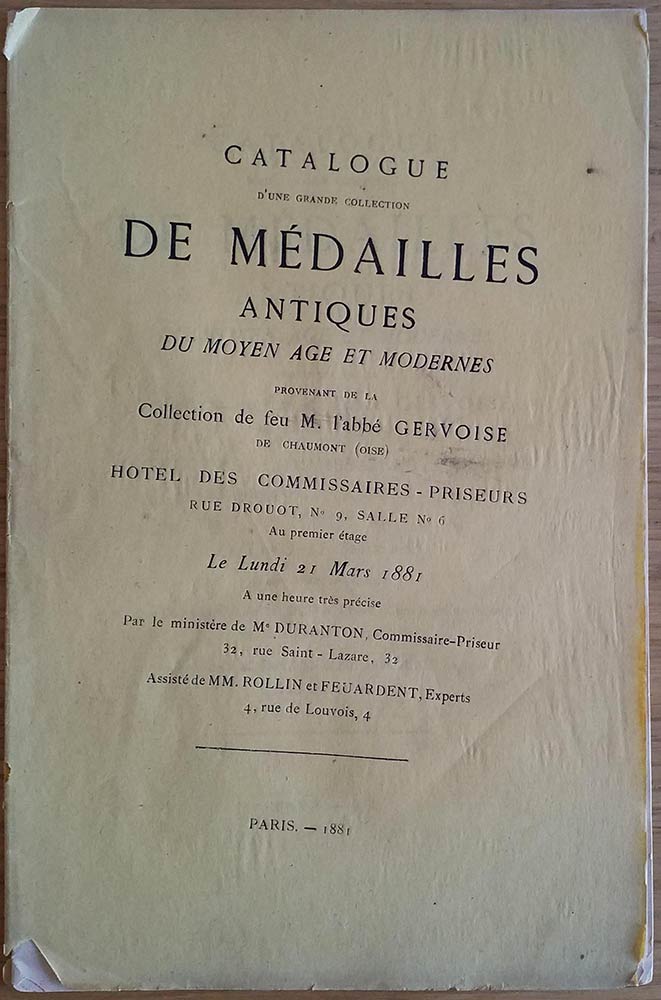 CATALOGUE
D'UNE GRANDE COLLECTION
DE MÉDAILLES
ANTIQUES
DU MOYEN AGE ET MODERNES
PROVENANT DE LA
Collection de feu M. l'abbé GERVOISE
DE CHAUMONT (OISE)
HOTEL DES COMMISSAIRES-PRISEURS
RUE DROUOT, No 9, SALLE No 6
Au premier étage
Le Lundi 21 Mars 1881
A une heure très précise
Par le ministère de Me DURANTON, Commissaire-Priseur
32, rue Saint-Lazare, 32
Assisté de MM. ROLLIN et FEUARDENT, Experts
4, rue de Louvois, 4
PARIS. — 1881